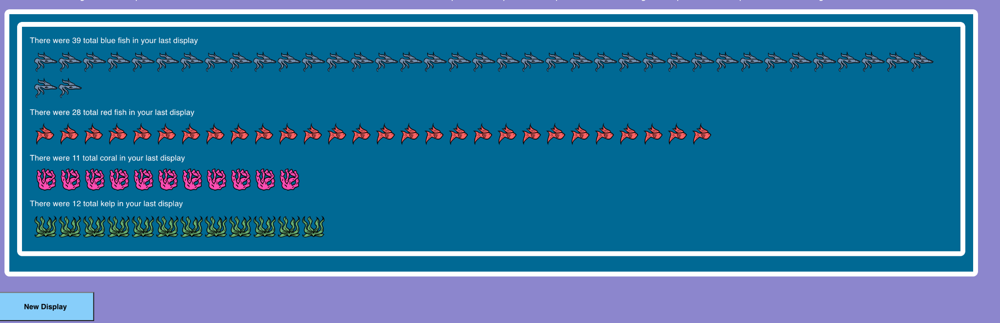 There were 39 total blue fish in your last display
There were 28 total red fish in your last display
There were 11 total coral in your last display
There were 12 total kelp in your last display
New Display